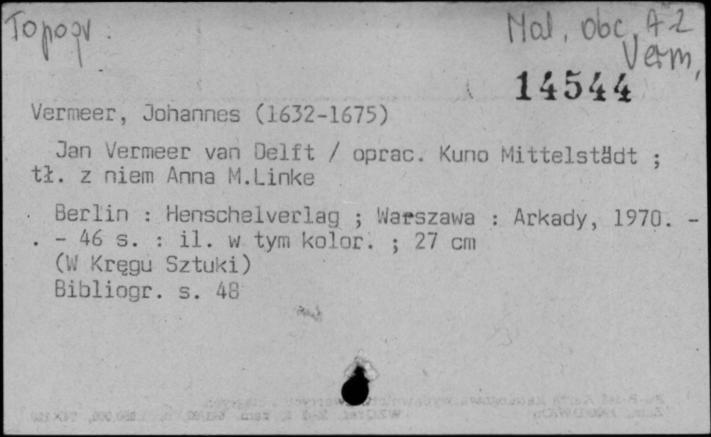 Topogr.
Mal. obc. A-2
Verm,
14544
Vermeer, Johannes (1632-1675)
Jan Vermeer van Delft / oprac. Kuno Mittelstädt ;
tł. z niem Anna M.Linke
Berlin : Henschelverlag ; Warszawa : Arkady, 1970. -
. - 46 s. : il. w tym kolor. ; 27 cm
(W Kręgu Sztuki)
Bibliogr. s. 48